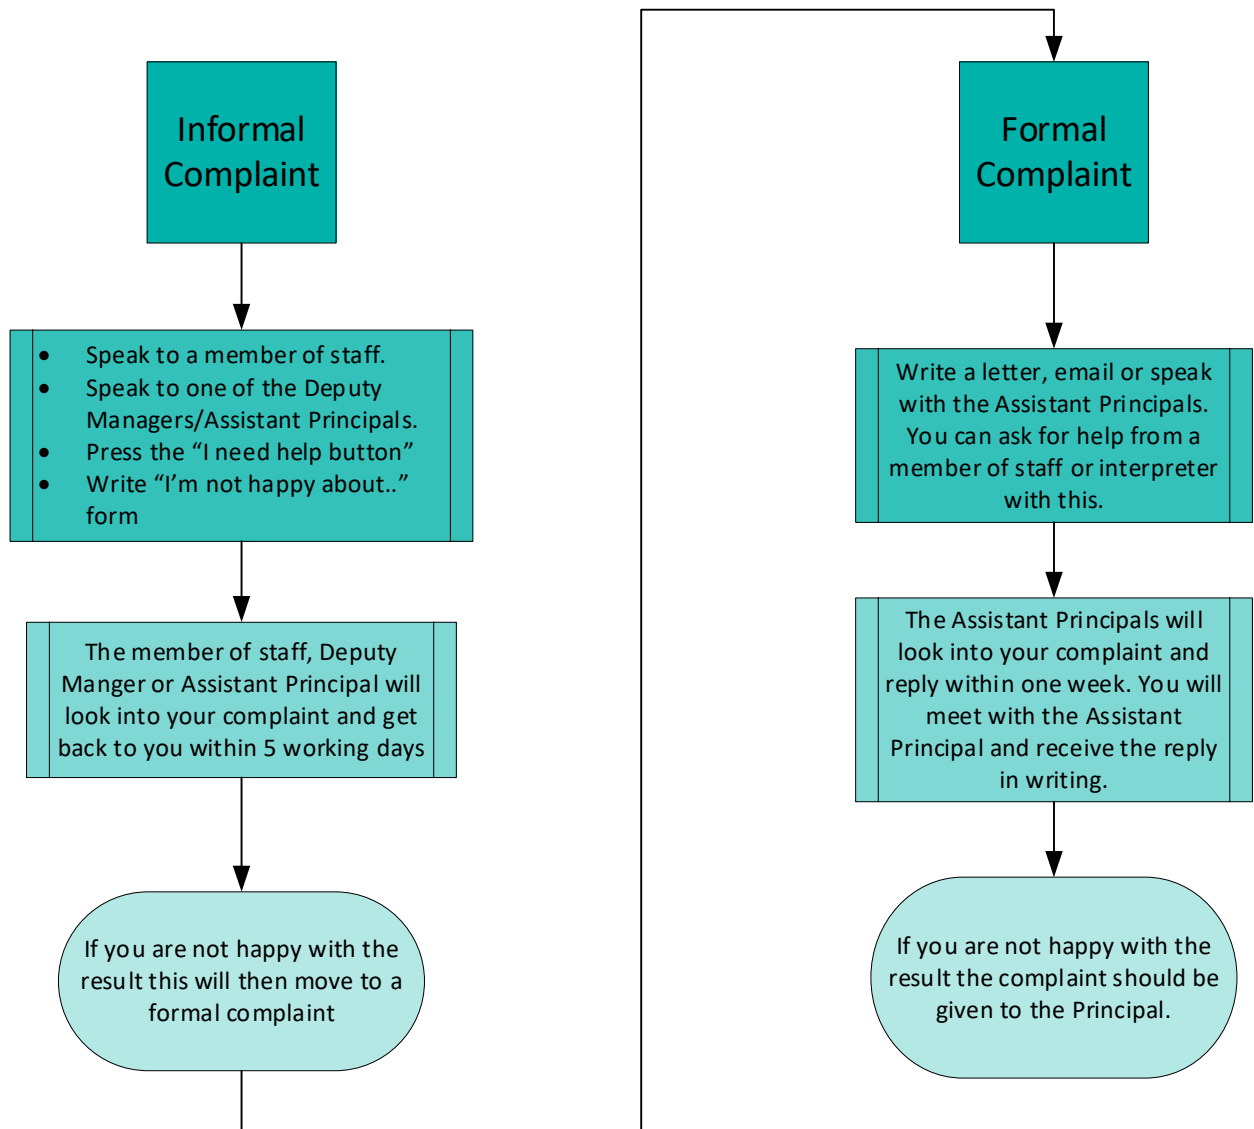 Informal
Complaint
• Speak to a member of staff.
• Speak to one of the Deputy
Managers/Assistant Principals.
• Press the “I need help button”
• Write “I’m not happy about..”
form
The member of staff, Deputy
Manger or Assistant Principal will
look into your complaint and get
back to you within 5 working days
If you are not happy with the
result this will then move to a
formal complaint
Formal
Complaint
Write a letter, email or speak
with the Assistant Principals.
You can ask for help from a
member of staff or interpreter
with this.
The Assistant Principals will
look into your complaint and
reply within one week. You will
meet with the Assistant
Principal and receive the reply
in writing.
If you are not happy with the
result the complaint should be
given to the Principal.